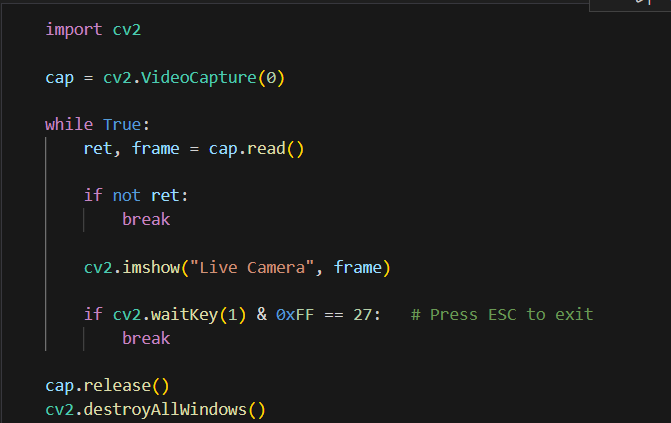 import cv2
cap = cv2.VideoCapture(0)
while True:
    ret, frame = cap.read()
    if not ret:
        break
    cv2.imshow("Live Camera", frame)
    if cv2.waitKey(1) & 0xFF == 27:   # Press ESC to exit
        break
cap.release()
cv2.destroyAllWindows()